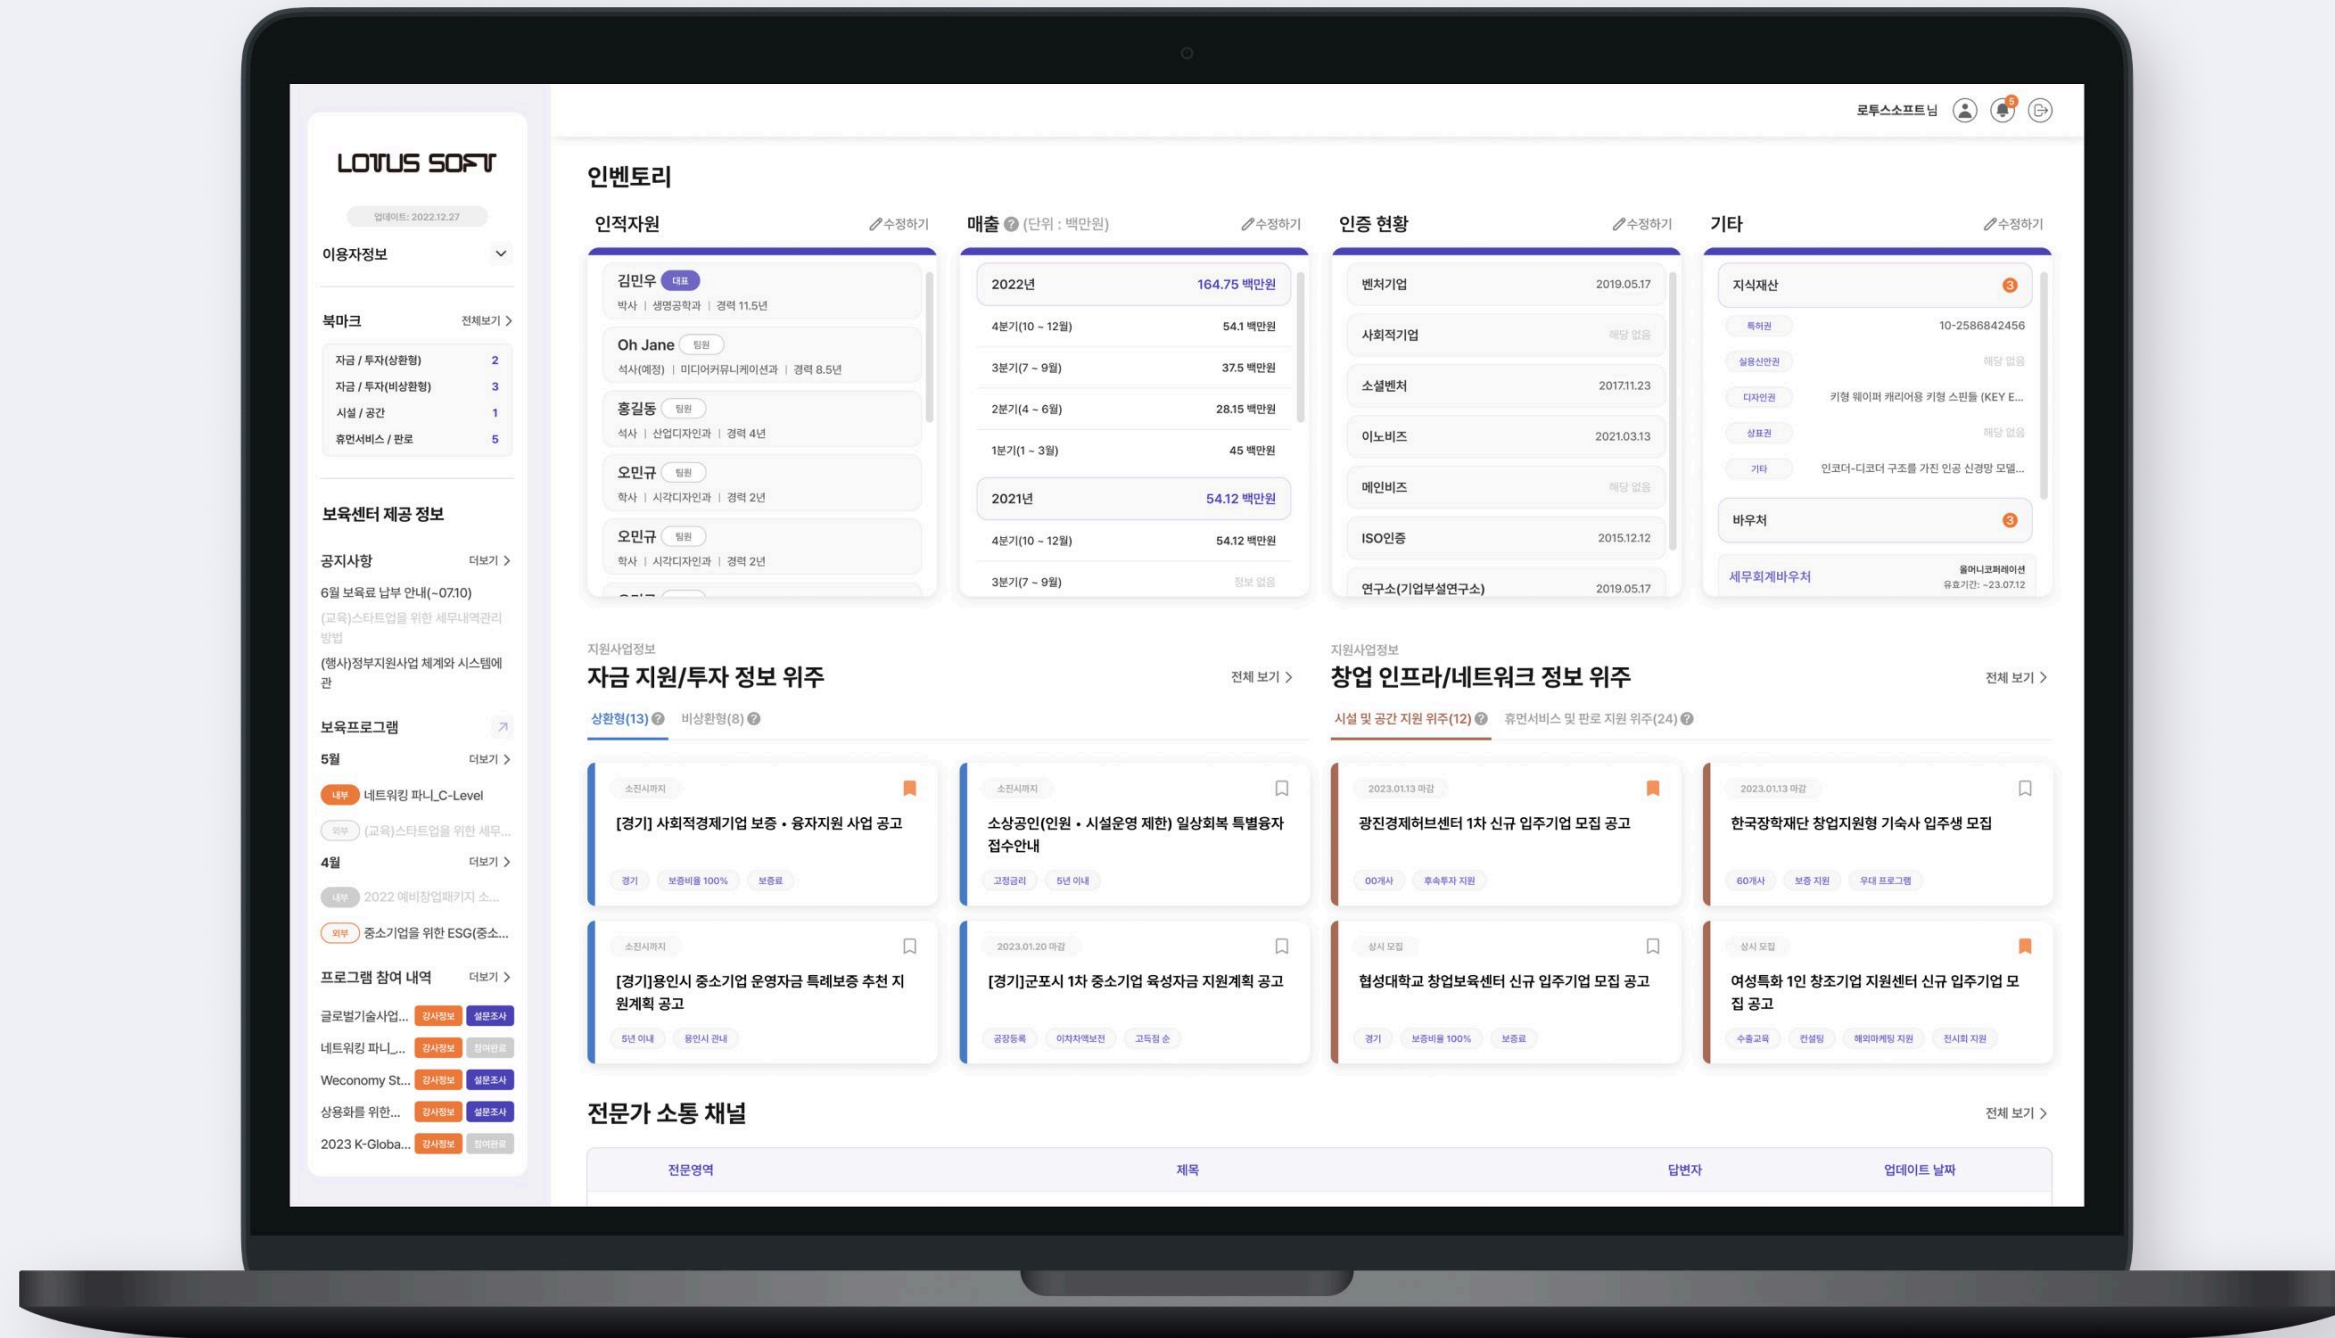 LOTUS SOFT
업데이트: 2022.12.27
이용자정보
북마크 전체보기
자금 / 투자(상환형) 2
자금 / 투자(비상환형) 3
시설 / 공간 1
휴먼서비스 / 판로 5
보육센터 제공 정보
공지사항 더보기
6월 보육료 납부 안내(~07.10)
(교육)스타트업을 위한 세무내역관리
방법
(행사)정부지원사업 체계와 시스템에
관
보육프로그램
5월 더보기
내부 네트워킹 파니_C-Level
외부 (교육)스타트업을 위한 세무...
4월 더보기
내부 2022 예비창업패키지 소...
외부 중소기업을 위한 ESG(중소...
프로그램 참여 내역 더보기
글로벌기술사업... 강사정보 설문조사
네트워킹 파니_... 강사정보 참여완료
Weconomy St... 강사정보 설문조사
상용화를 위한... 강사정보 설문조사
2023 K-Globa... 강사정보 참여완료
로투스소프트님 5
인벤토리
인적자원 수정하기
김민우 대표
박사 | 생명공학과 | 경력 11.5년
Oh Jane 팀원
석사(예정) | 미디어커뮤니케이션과 | 경력 8.5년
홍길동 팀원
석사 | 산업디자인과 | 경력 4년
오민규 팀원
학사 | 시각디자인과 | 경력 2년
오민규 팀원
학사 | 시각디자인과 | 경력 2년
매출 ? (단위 : 백만원) 수정하기
2022년 164.75 백만원
4분기(10 ~ 12월) 54.1 백만원
3분기(7 ~ 9월) 37.5 백만원
2분기(4 ~ 6월) 28.15 백만원
1분기(1 ~ 3월) 45 백만원
2021년 54.12 백만원
4분기(10 ~ 12월) 54.12 백만원
3분기(7 ~ 9월) 정보 없음
인증 현황 수정하기
벤처기업 2019.05.17
사회적기업 해당 없음
소셜벤처 2017.11.23
이노비즈 2021.03.13
메인비즈 해당 없음
ISO인증 2015.12.12
연구소(기업부설연구소) 2019.05.17
기타 수정하기
지식재산 3
특허권 10-2586842456
실용신안권 해당 없음
디자인권 키형 웨이퍼 캐리어용 키형 스핀들 (KEY E...
상표권 해당 없음
기타 인코더-디코더 구조를 가진 인공 신경망 모델...
바우처 3
세무회계바우처 올머니코퍼레이션
유효기간: ~23.07.12
지원사업정보
자금 지원/투자 정보 위주 전체 보기
상환형(13) ? 비상환형(8) ?
소진시까지
[경기] 사회적경제기업 보증 • 융자지원 사업 공고
경기 보증비율 100% 보증료
소진시까지
소상공인(인원 • 시설운영 제한) 일상회복 특별융자
접수안내
고정금리 5년 이내
소진시까지
[경기]용인시 중소기업 운영자금 특례보증 추천 지
원계획 공고
5년 이내 용인시 관내
2023.01.20 마감
[경기]군포시 1차 중소기업 육성자금 지원계획 공고
공장등록 이차차액보전 고득점 순
지원사업정보
창업 인프라/네트워크 정보 위주 전체 보기
시설 및 공간 지원 위주(12) ? 휴먼서비스 및 판로 지원 위주(24) ?
2023.01.13 마감
광진경제허브센터 1차 신규 입주기업 모집 공고
00개사 후속투자 지원
2023.01.13 마감
한국장학재단 창업지원형 기숙사 입주생 모집
60개사 보증 지원 우대 프로그램
상시 모집
협성대학교 창업보육센터 신규 입주기업 모집 공고
경기 보증비율 100% 보증료
상시 모집
여성특화 1인 창조기업 지원센터 신규 입주기업 모
집 공고
수출교육 컨설팅 해외마케팅 지원 전시회 지원
전문가 소통 채널 전체 보기
전문영역 제목 답변자 업데이트 날짜